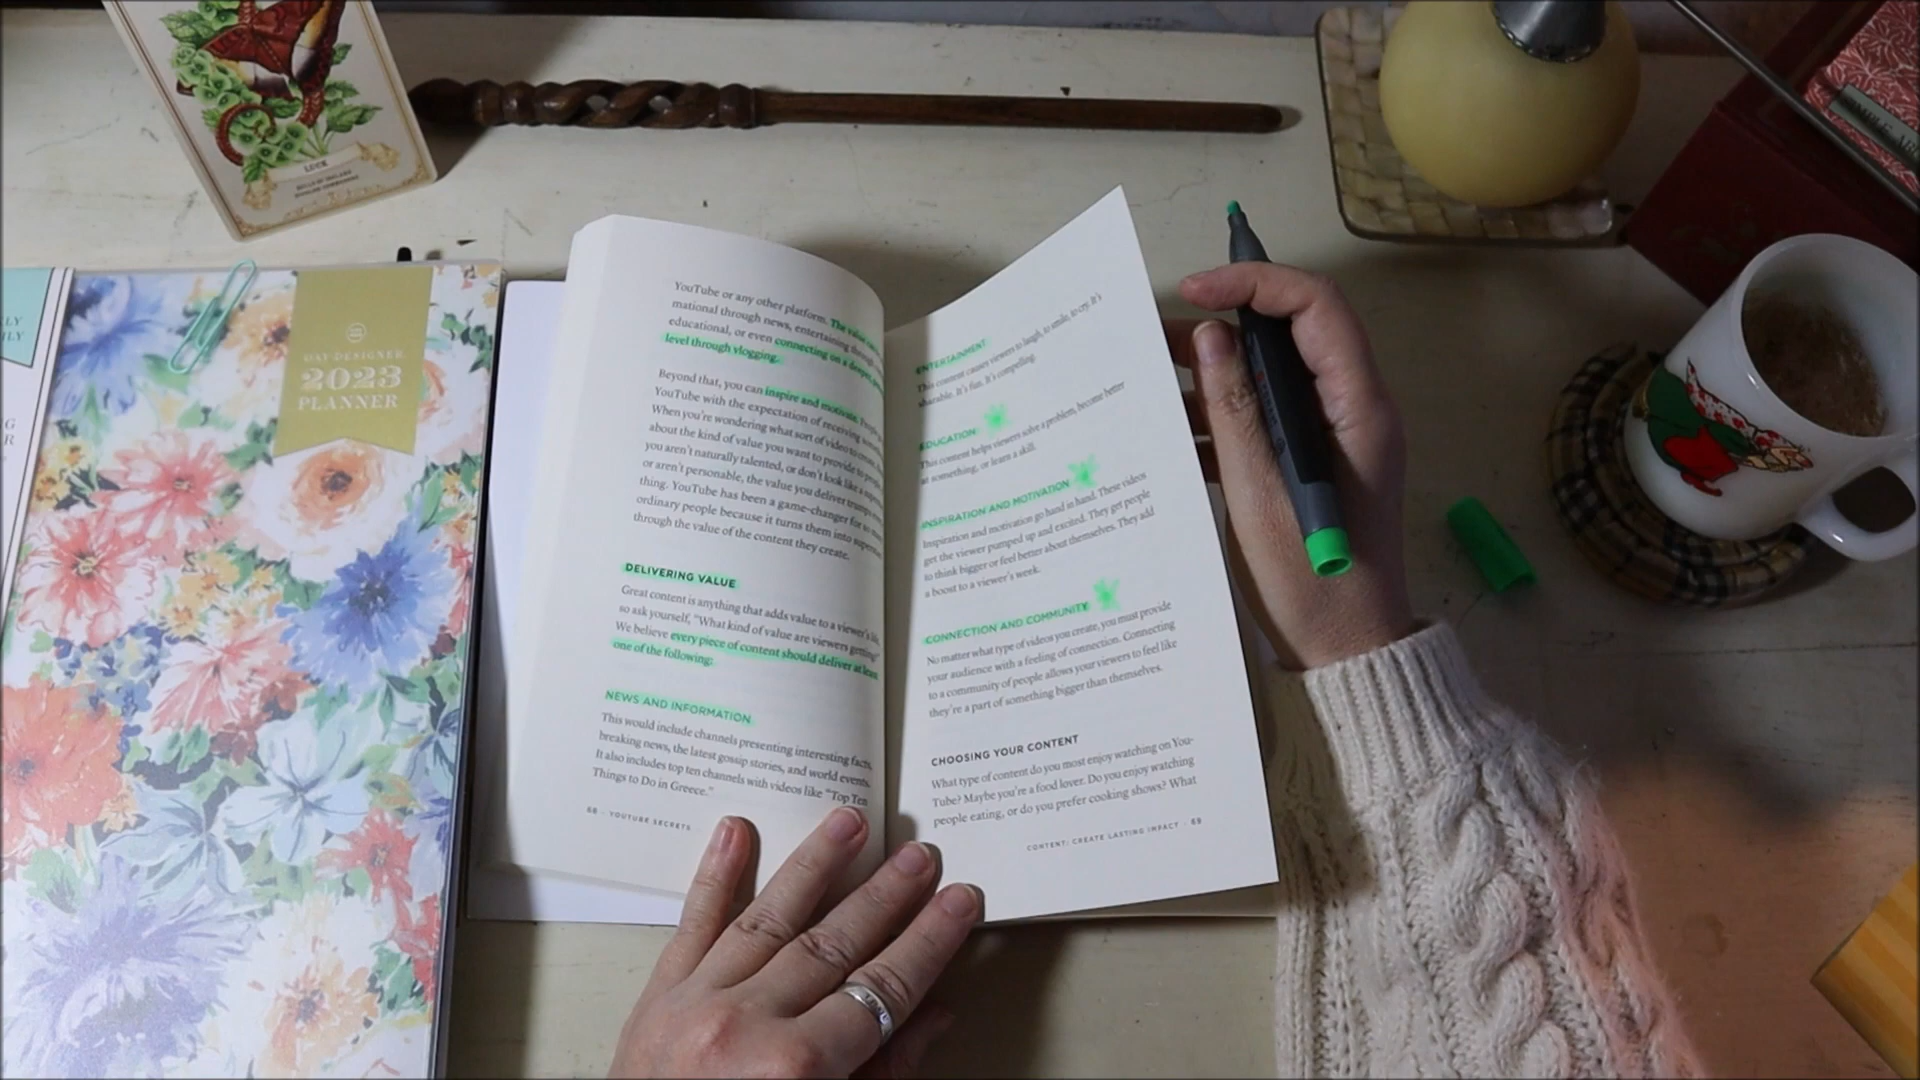 LUCK
BELLS OF IRELAND
DAY DESIGNER
2023
PLANNER
YouTube or any other platform. The value
mational through news, entertaining through
educational, or even connecting on a deeper,
level through vlogging.
Beyond that, you can inspire and motivate.
YouTube with the expectation of receiving
When you're wondering what sort of video to create,
about the kind of value you want to provide to
you aren't naturally talented, or don't look like a
or aren't personable, the value you deliver trumps
thing. YouTube has been a game-changer for so
ordinary people because it turns them into
through the value of the content they create.
DELIVERING VALUE
Great content is anything that adds value to a viewer's life,
so ask yourself, "What kind of value are viewers getting?"
We believe every piece of content should deliver at least
one of the following:
NEWS AND INFORMATION
This would include channels presenting interesting facts,
breaking news, the latest gossip stories, and world events.
It also includes top ten channels with videos like "Top Ten
Things to Do in Greece."
68 · YOUTUBE SECRETS
ENTERTAINMENT
This content causes viewers to laugh, to smile, to cry. It's
sharable. It's fun. It's compelling.
EDUCATION
This content helps viewers solve a problem, become better
at something, or learn a skill.
INSPIRATION AND MOTIVATION
Inspiration and motivation go hand in hand. These videos
get the viewer pumped up and excited. They get people
to think bigger or feel better about themselves. They add
a boost to a viewer's week.
CONNECTION AND COMMUNITY
No matter what type of videos you create, you must provide
your audience with a feeling of connection. Connecting
to a community of people allows your viewers to feel like
they're a part of something bigger than themselves.
CHOOSING YOUR CONTENT
What type of content do you most enjoy watching on You-
Tube? Maybe you're a food lover. Do you enjoy watching
people eating, or do you prefer cooking shows? What
CONTENT: CREATE LASTING IMPACT · 69